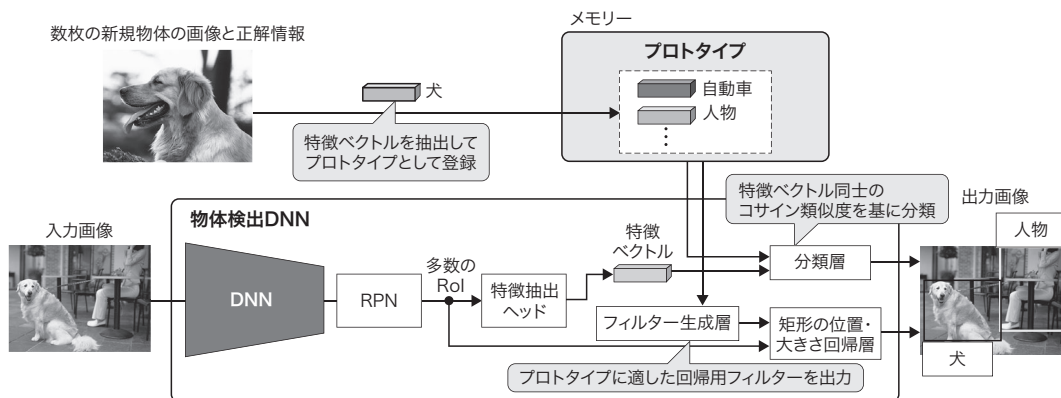 メモリー
数枚の新規物体の画像と正解情報
プロトタイプ
犬
自動車
人物
特徴ベクトルを抽出して
プロトタイプとして登録
特徴ベクトル同士の
コサイン類似度を基に分類
出力画像
物体検出DNN
入力画像
人物
特徴
ベクトル
多数の
RoI
分類層
DNN
RPN
特徴抽出
ヘッド
フィルター生成層
矩形の位置・
大きさ回帰層
犬
プロトタイプに適した回帰用フィルターを出力